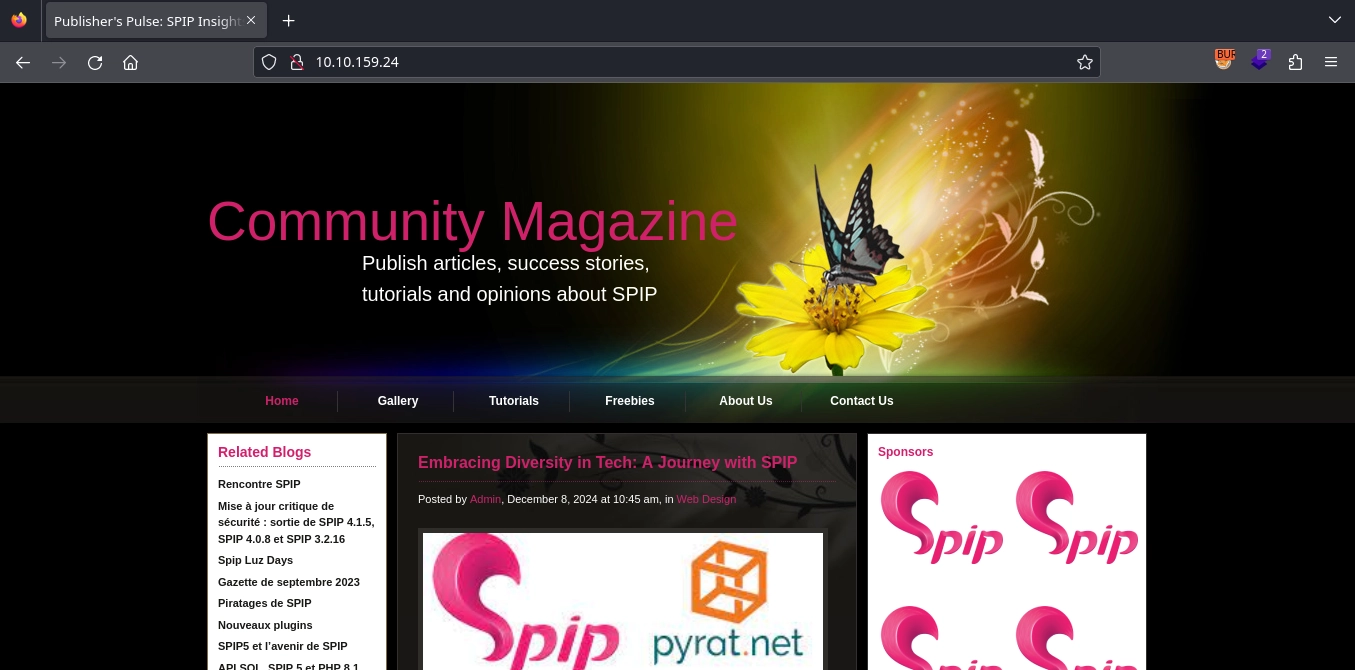 Publisher's Pulse: SPIP Insight
10.10.159.24
BUR
2
Community Magazine
Publish articles, success stories,
tutorials and opinions about SPIP
Home Gallery Tutorials Freebies About Us Contact Us
Related Blogs
Rencontre SPIP
Mise à jour critique de
sécurité : sortie de SPIP 4.1.5,
SPIP 4.0.8 et SPIP 3.2.16
Spip Luz Days
Gazette de septembre 2023
Piratages de SPIP
Nouveaux plugins
SPIP5 et l’avenir de SPIP
API SQL, SPIP 5 et PHP 8.1
Embracing Diversity in Tech: A Journey with SPIP
Posted by Admin, December 8, 2024 at 10:45 am, in Web Design
Spip
pyrat.net
Sponsors
Spip Spip